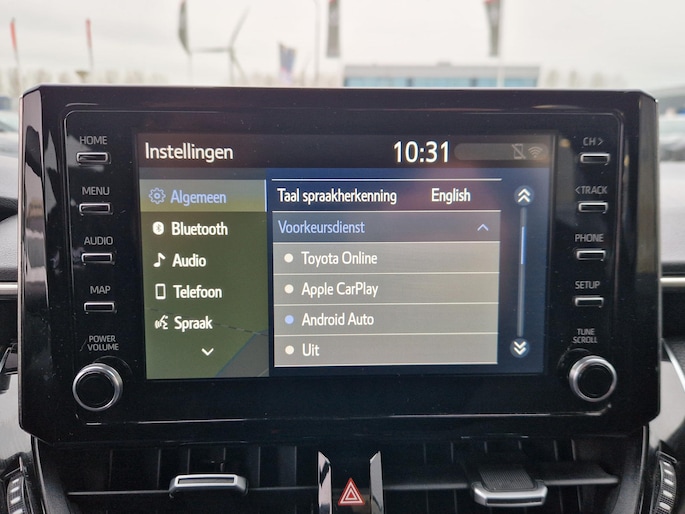 HOME
MENU
AUDIO
MAP
POWER
VOLUME
Instellingen
10:31
Algemeen
Bluetooth
Audio
Telefoon
Spraak
Taal spraakherkenning English
Voorkeursdienst
Toyota Online
Apple CarPlay
Android Auto
Uit
CH >
< TRACK
PHONE
SETUP
TUNE
SCROLL